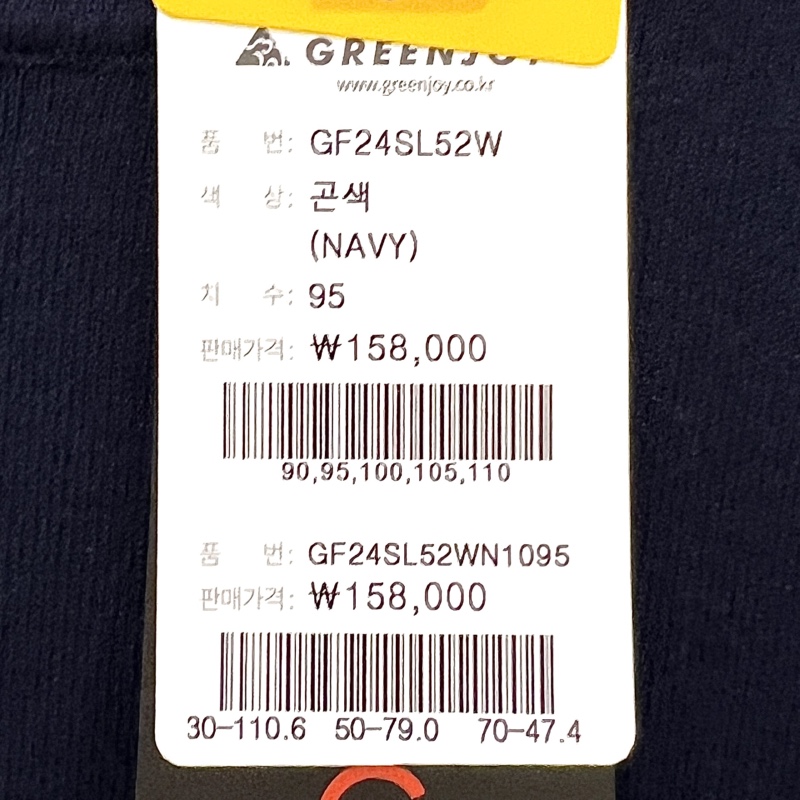 GREENJOY
www.greenjoy.co.kr
품 번: GF24SL52W
색 상: 곤색
(NAVY)
치 수: 95
판매가격: ₩158,000
90,95,100,105,110
품 번: GF24SL52WN1095
판매가격: ₩158,000
30-110.6 50-79.0 70-47.4